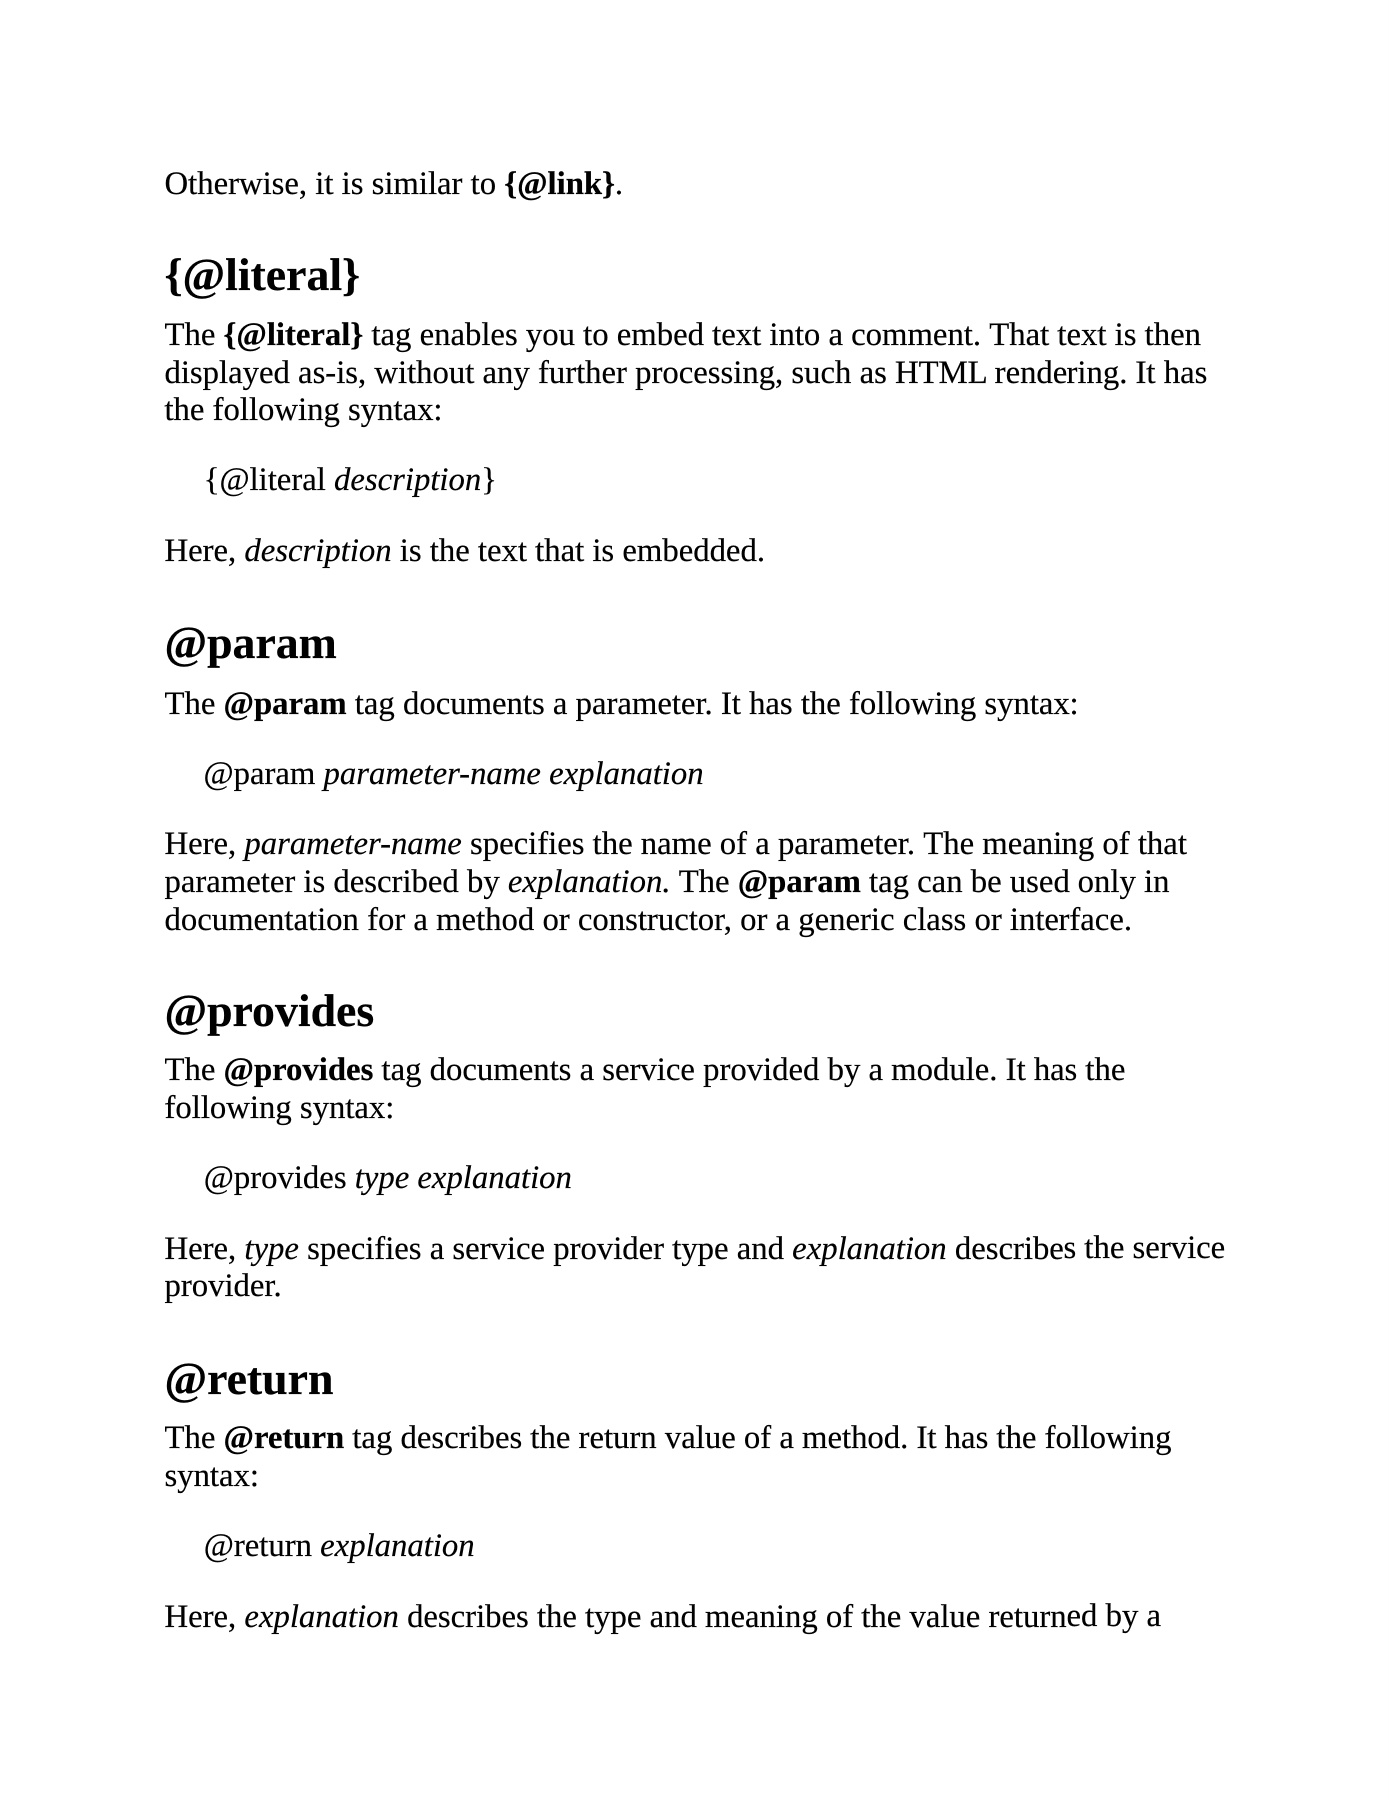 Otherwise, it is similar to {@link}.
{@literal}
The {@literal} tag enables you to embed text into a comment. That text is then
displayed as-is, without any further processing, such as HTML rendering. It has
the following syntax:
{@literal description}
Here, description is the text that is embedded.
@param
The @param tag documents a parameter. It has the following syntax:
@param parameter-name explanation
Here, parameter-name specifies the name of a parameter. The meaning of that
parameter is described by explanation. The @param tag can be used only in
documentation for a method or constructor, or a generic class or interface.
@provides
The @provides tag documents a service provided by a module. It has the
following syntax:
@provides type explanation
Here, type specifies a service provider type and explanation describes the service
provider.
@return
The @return tag describes the return value of a method. It has the following
syntax:
@return explanation
Here, explanation describes the type and meaning of the value returned by a